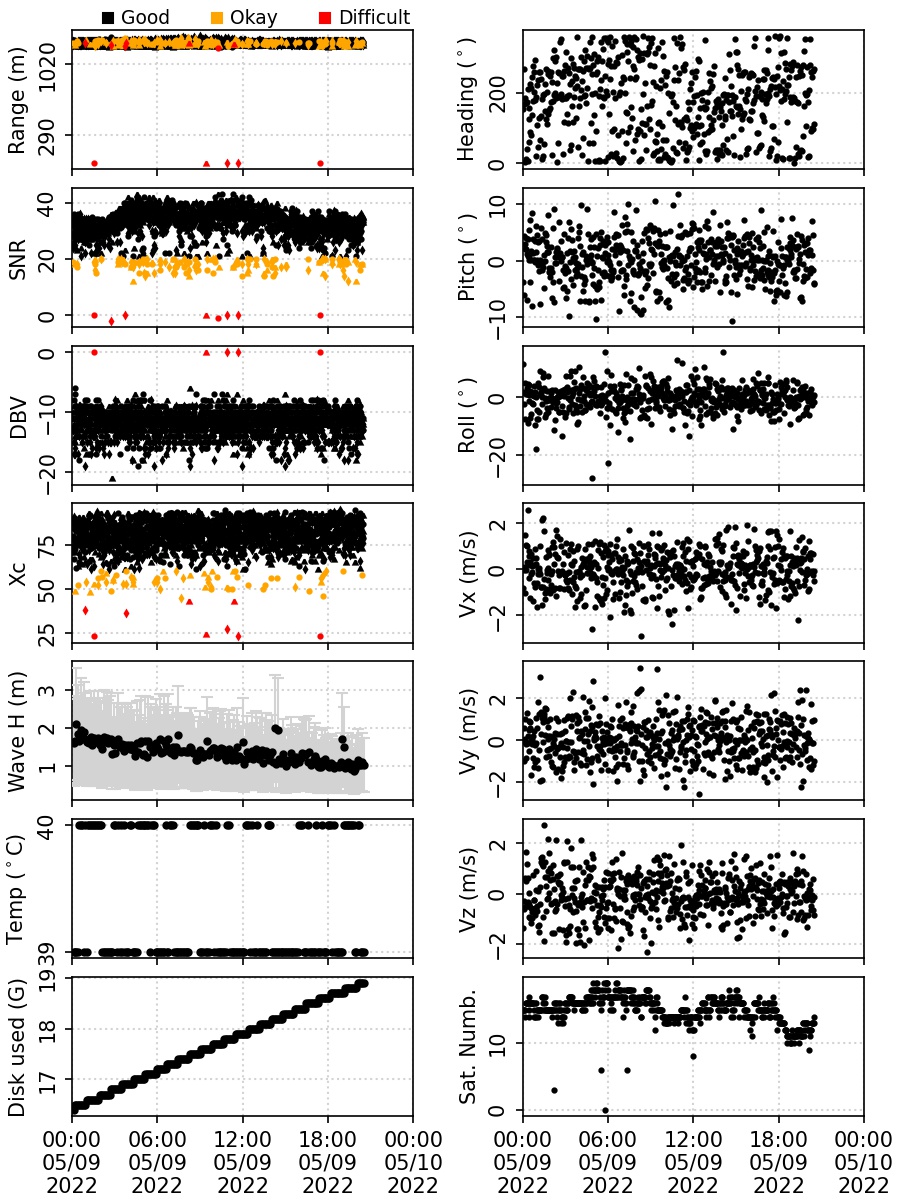 Good Okay Difficult
Range (m)
1020
290
Heading (°)
200
0
SNR
40
20
0
Pitch (°)
10
0
−10
DBV
0
−10
−20
Roll (°)
0
−20
Xc
75
50
25
Vx (m/s)
2
0
−2
Wave H (m)
3
2
1
Vy (m/s)
2
0
−2
Temp (°C)
40
39
Vz (m/s)
2
0
−2
Disk used (G)
19
18
17
Sat. Numb.
10
0
00:00 06:00 12:00 18:00 00:00
05/09 05/09 05/09 05/09 05/10
2022 2022 2022 2022 2022
00:00 06:00 12:00 18:00 00:00
05/09 05/09 05/09 05/09 05/10
2022 2022 2022 2022 2022